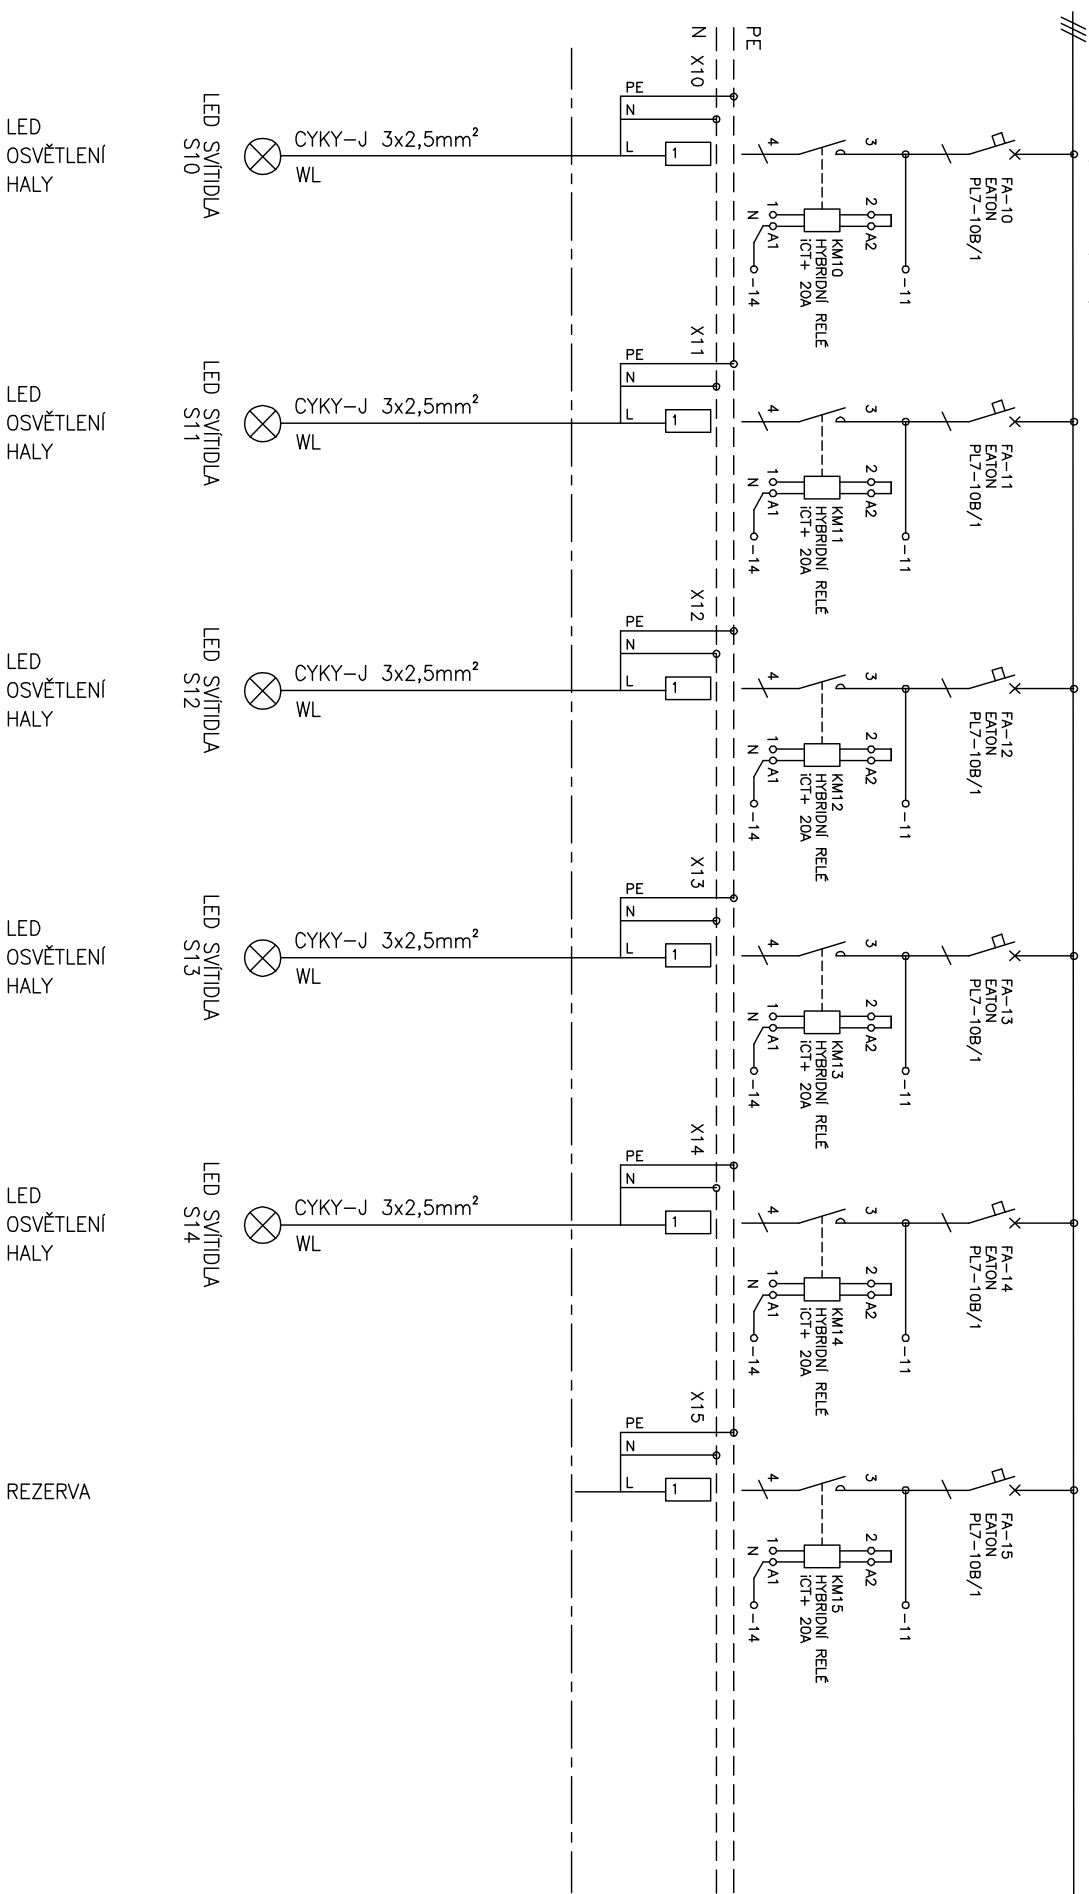 N
PE
X10
PE
N
L
1
4
3
FA-10
EATON
PL7-10B/1
1
2
N
A1
A2
KM10
HYBRIDNÍ RELÉ
iCT+ 20A
-14
-11
CYKY-J 3x2,5mm²
WL
LED SVÍTIDLA
S10
LED
OSVĚTLENÍ
HALY
X11
PE
N
L
1
4
3
FA-11
EATON
PL7-10B/1
1
2
N
A1
A2
KM11
HYBRIDNÍ RELÉ
iCT+ 20A
-14
-11
CYKY-J 3x2,5mm²
WL
LED SVÍTIDLA
S11
LED
OSVĚTLENÍ
HALY
X12
PE
N
L
1
4
3
FA-12
EATON
PL7-10B/1
1
2
N
A1
A2
KM12
HYBRIDNÍ RELÉ
iCT+ 20A
-14
-11
CYKY-J 3x2,5mm²
WL
LED SVÍTIDLA
S12
LED
OSVĚTLENÍ
HALY
X13
PE
N
L
1
4
3
FA-13
EATON
PL7-10B/1
1
2
N
A1
A2
KM13
HYBRIDNÍ RELÉ
iCT+ 20A
-14
-11
CYKY-J 3x2,5mm²
WL
LED SVÍTIDLA
S13
LED
OSVĚTLENÍ
HALY
X14
PE
N
L
1
4
3
FA-14
EATON
PL7-10B/1
1
2
N
A1
A2
KM14
HYBRIDNÍ RELÉ
iCT+ 20A
-14
-11
CYKY-J 3x2,5mm²
WL
LED SVÍTIDLA
S14
LED
OSVĚTLENÍ
HALY
X15
PE
N
L
1
4
3
FA-15
EATON
PL7-10B/1
1
2
N
A1
A2
KM15
HYBRIDNÍ RELÉ
iCT+ 20A
-14
-11
REZERVA